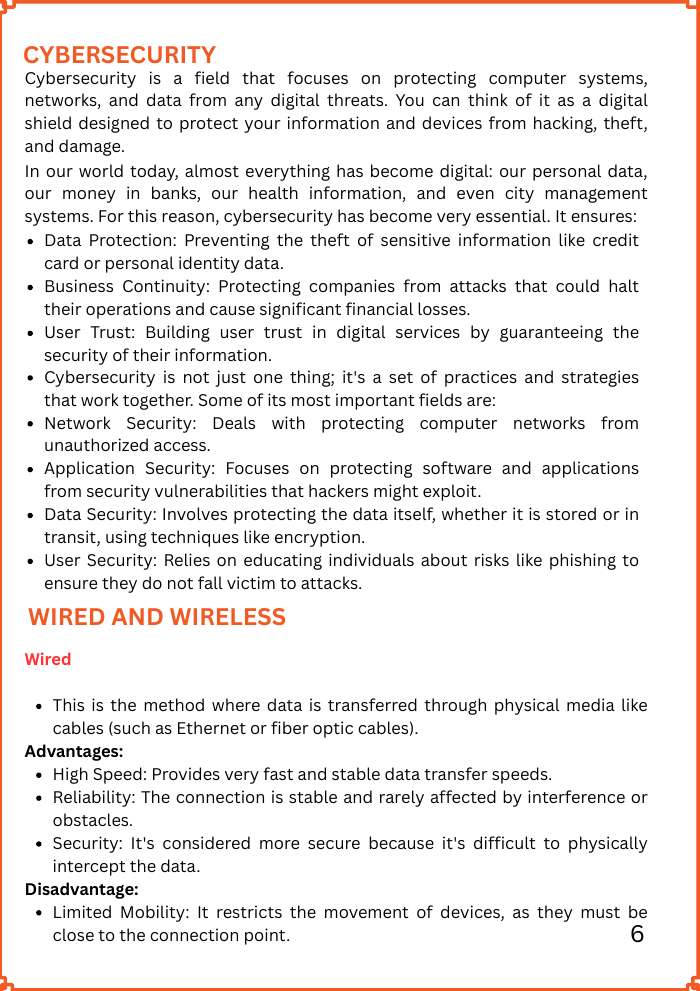 CYBERSECURITY
Cybersecurity is a field that focuses on protecting computer systems,
networks, and data from any digital threats. You can think of it as a digital
shield designed to protect your information and devices from hacking, theft,
and damage.
In our world today, almost everything has become digital: our personal data,
our money in banks, our health information, and even city management
systems. For this reason, cybersecurity has become very essential. It ensures:
• Data Protection: Preventing the theft of sensitive information like credit
card or personal identity data.
• Business Continuity: Protecting companies from attacks that could halt
their operations and cause significant financial losses.
• User Trust: Building user trust in digital services by guaranteeing the
security of their information.
• Cybersecurity is not just one thing; it's a set of practices and strategies
that work together. Some of its most important fields are:
• Network Security: Deals with protecting computer networks from
unauthorized access.
• Application Security: Focuses on protecting software and applications
from security vulnerabilities that hackers might exploit.
• Data Security: Involves protecting the data itself, whether it is stored or in
transit, using techniques like encryption.
• User Security: Relies on educating individuals about risks like phishing to
ensure they do not fall victim to attacks.
WIRED AND WIRELESS
Wired
• This is the method where data is transferred through physical media like
cables (such as Ethernet or fiber optic cables).
Advantages:
• High Speed: Provides very fast and stable data transfer speeds.
• Reliability: The connection is stable and rarely affected by interference or
obstacles.
• Security: It's considered more secure because it's difficult to physically
intercept the data.
Disadvantage:
• Limited Mobility: It restricts the movement of devices, as they must be
close to the connection point.
6